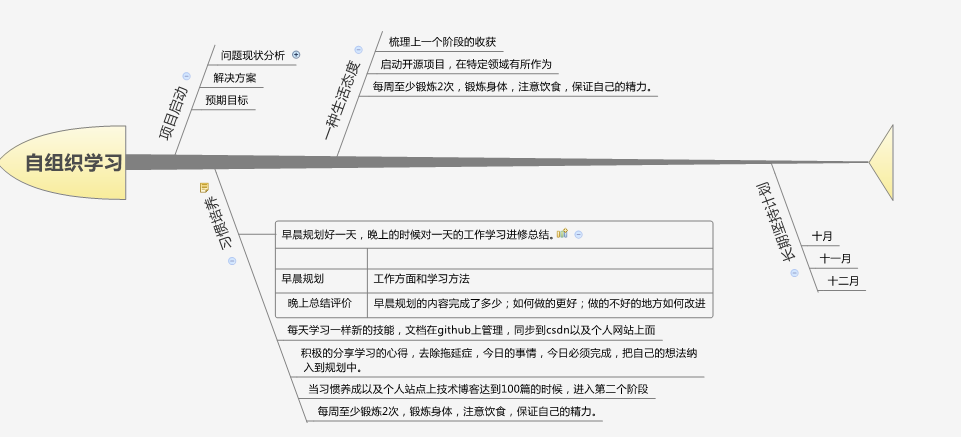 自组织学习
项目启动
问题现状分析
解决方案
预期目标
一种生活态度
梳理上一个阶段的收获
启动开源项目，在特定领域有所作为
每周至少锻炼2次，锻炼身体，注意饮食，保证自己的精力。
习惯培养
早晨规划好一天，晚上的时候对一天的工作学习进修总结。
早晨规划 工作方面和学习方法
晚上总结评价 早晨规划的内容完成了多少；如何做的更好；做的不好的地方如何改进
每天学习一样新的技能，文档在github上管理，同步到csdn以及个人网站上面
积极的分享学习的心得，去除拖延症，今日的事情，今日必须完成，把自己的想法纳
入到规划中。
当习惯养成以及个人站点上技术博客达到100篇的时候，进入第二个阶段
每周至少锻炼2次，锻炼身体，注意饮食，保证自己的精力。
长期坚持计划
十月
十一月
十二月